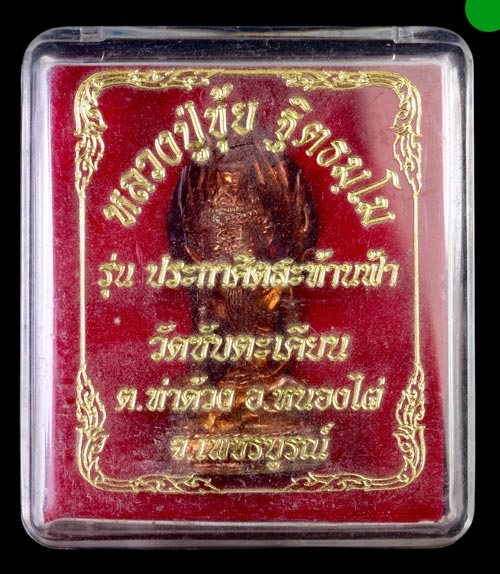 หลวงปู่ขุ้ย ฐิตธมฺโม
รุ่น ประกาศิตสะท้านฟ้า
วัดซับตะเคียน
ต.ท่าด้วง อ.หนองไผ่
จ.เพชรบูรณ์